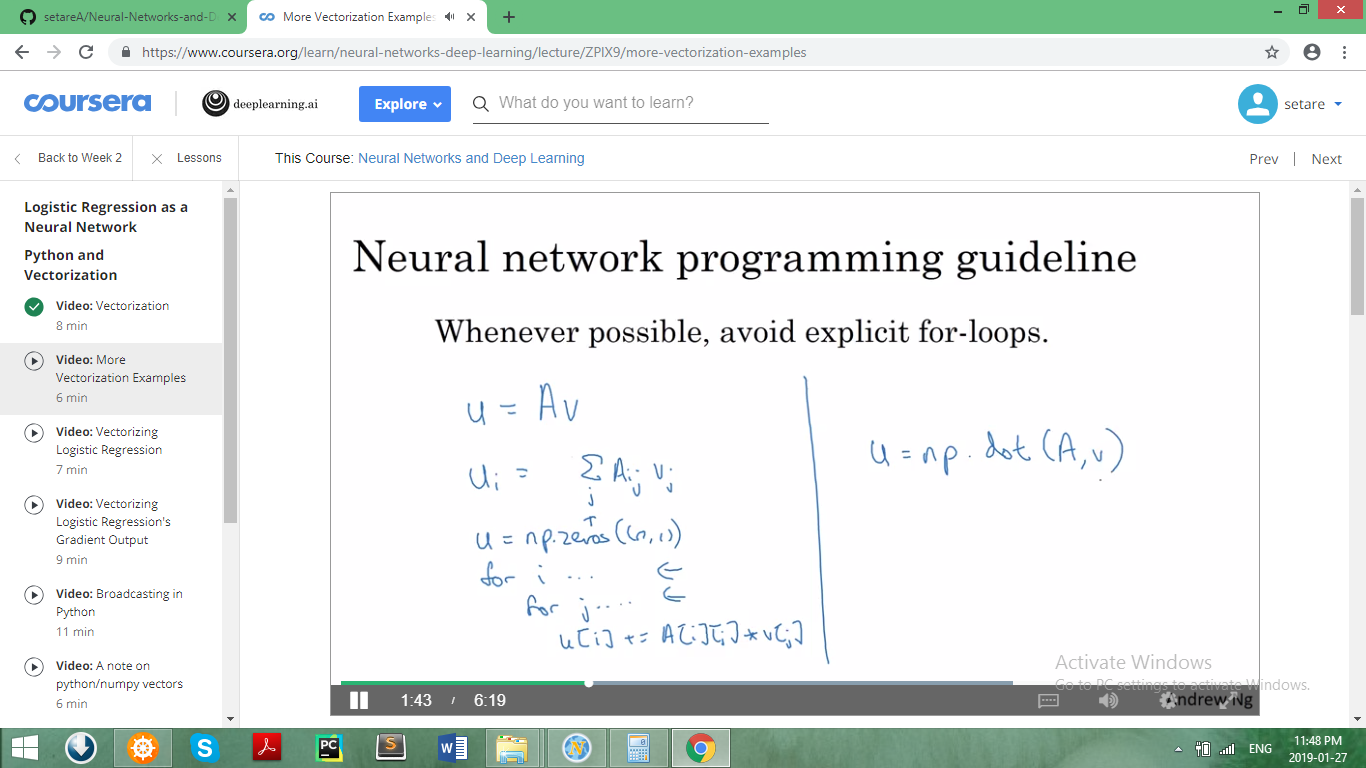 setareA/Neural-Networks-and-D
More Vectorization Examples
https://www.coursera.org/learn/neural-networks-deep-learning/lecture/ZPlX9/more-vectorization-examples
coursera
deeplearning.ai
Explore
What do you want to learn?
setare
Back to Week 2
Lessons
This Course: Neural Networks and Deep Learning
Prev | Next
Logistic Regression as a
Neural Network
Python and
Vectorization
Video: Vectorization
8 min
Video: More
Vectorization Examples
6 min
Video: Vectorizing
Logistic Regression
7 min
Video: Vectorizing
Logistic Regression's
Gradient Output
9 min
Video: Broadcasting in
Python
11 min
Video: A note on
python/numpy vectors
6 min
Neural network programming guideline
Whenever possible, avoid explicit for-loops.
u = Av
u_i = Σ_j A_ij v_j
u = np.zeros((n,1))
for i ... ←
for j .... ←
u[i] += A[i][j] * v[j]
u = np.dot(A,v)
Activate Windows
Go to PC settings to activate Windows.
1:43 / 6:19
Andrew Ng
PC
S
W
N
ENG
11:48 PM
2019-01-27